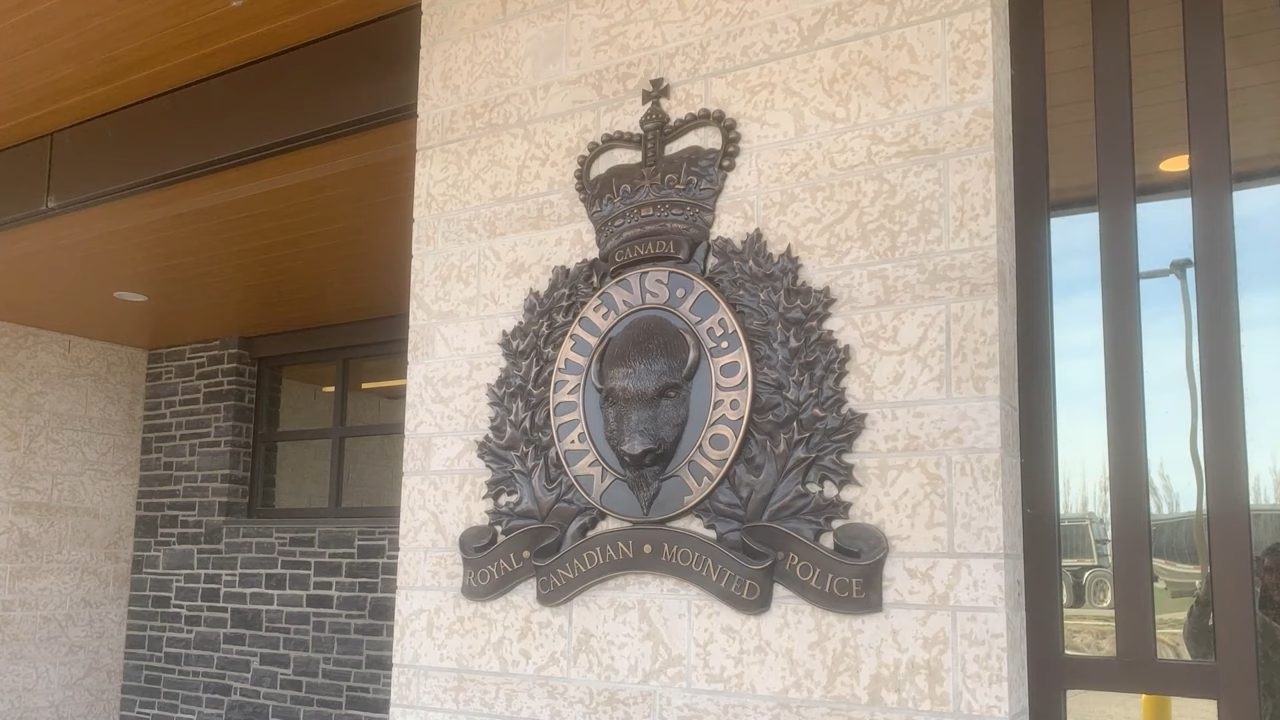 CANADA
MAINTIENS · LE · DROIT
ROYAL • CANADIAN • MOUNTED • POLICE